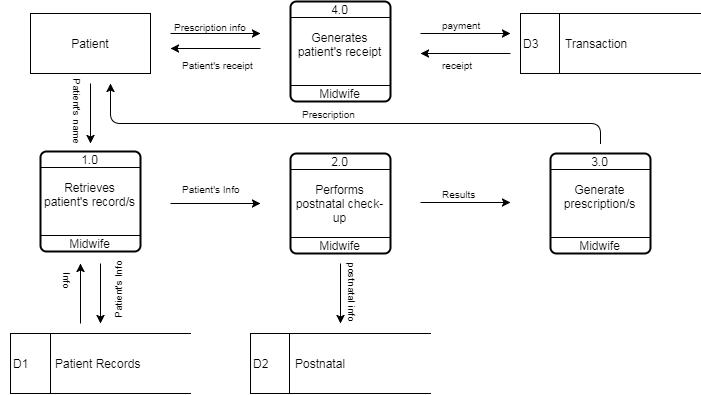 4.0
Patient
Prescription info
Patient's receipt
Generates
patient's receipt
Midwife
payment
receipt
D3
Transaction
Patient's name
Prescription
1.0
Retrieves
patient's record/s
Midwife
Patient's Info
2.0
Performs
postnatal check-
up
Midwife
Results
3.0
Generate
prescription/s
Midwife
Info
Patient's Info
postnatal info
D1
Patient Records
D2
Postnatal